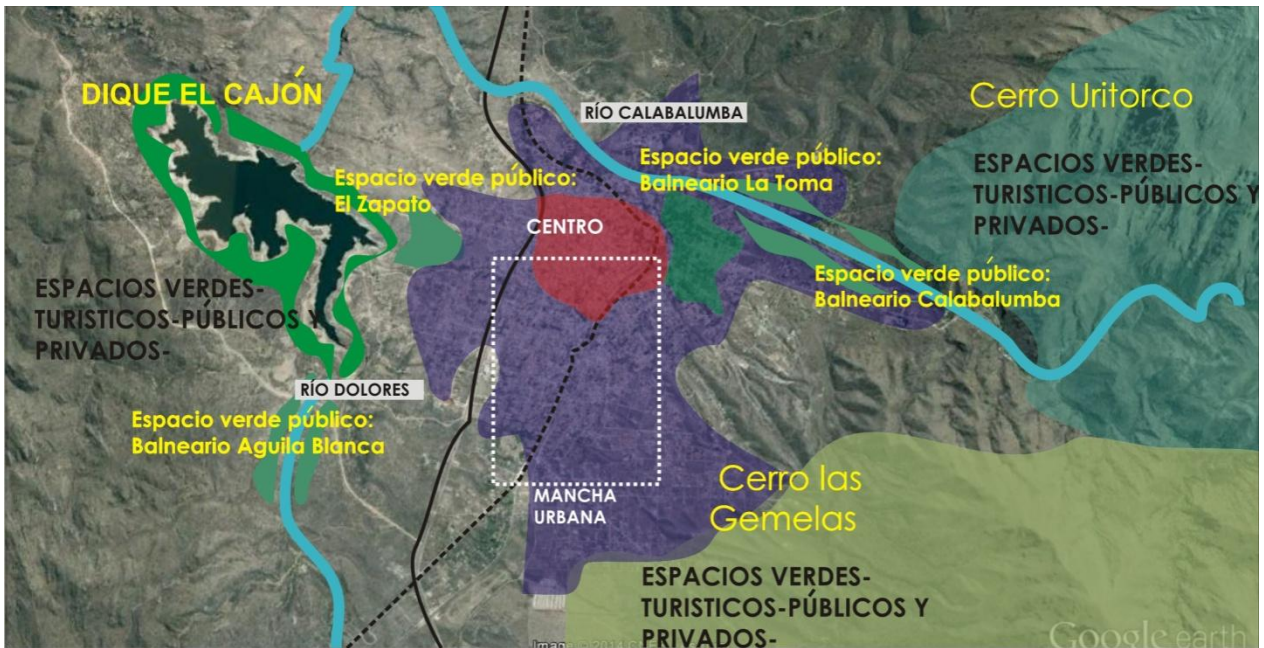 DIQUE EL CAJÓN
RÍO CALABALUMBA
Cerro Uritorco
Espacio verde público:
Balneario La Toma
ESPACIOS VERDES-
TURISTICOS-PÚBLICOS Y
PRIVADOS-
Espacio verde público:
El Zapato
CENTRO
Espacio verde público:
Balneario Calabalumba
ESPACIOS VERDES-
TURISTICOS-PÚBLICOS Y
PRIVADOS-
RÍO DOLORES
Espacio verde público:
Balneario Aguila Blanca
Cerro las
Gemelas
MANCHA
URBANA
ESPACIOS VERDES-
TURISTICOS-PÚBLICOS Y
PRIVADOS-
Google earth